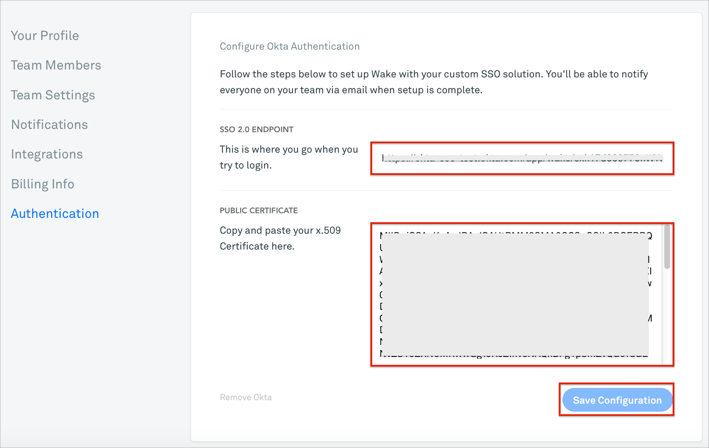 Your Profile
Team Members
Team Settings
Notifications
Integrations
Billing Info
Authentication
Configure Okta Authentication
Follow the steps below to set up Wake with your custom SSO solution. You'll be able to notify
everyone on your team via email when setup is complete.
SSO 2.0 ENDPOINT
This is where you go when you
try to login.
PUBLIC CERTIFICATE
Copy and paste your x.509
Certificate here.
Remove Okta
Save Configuration